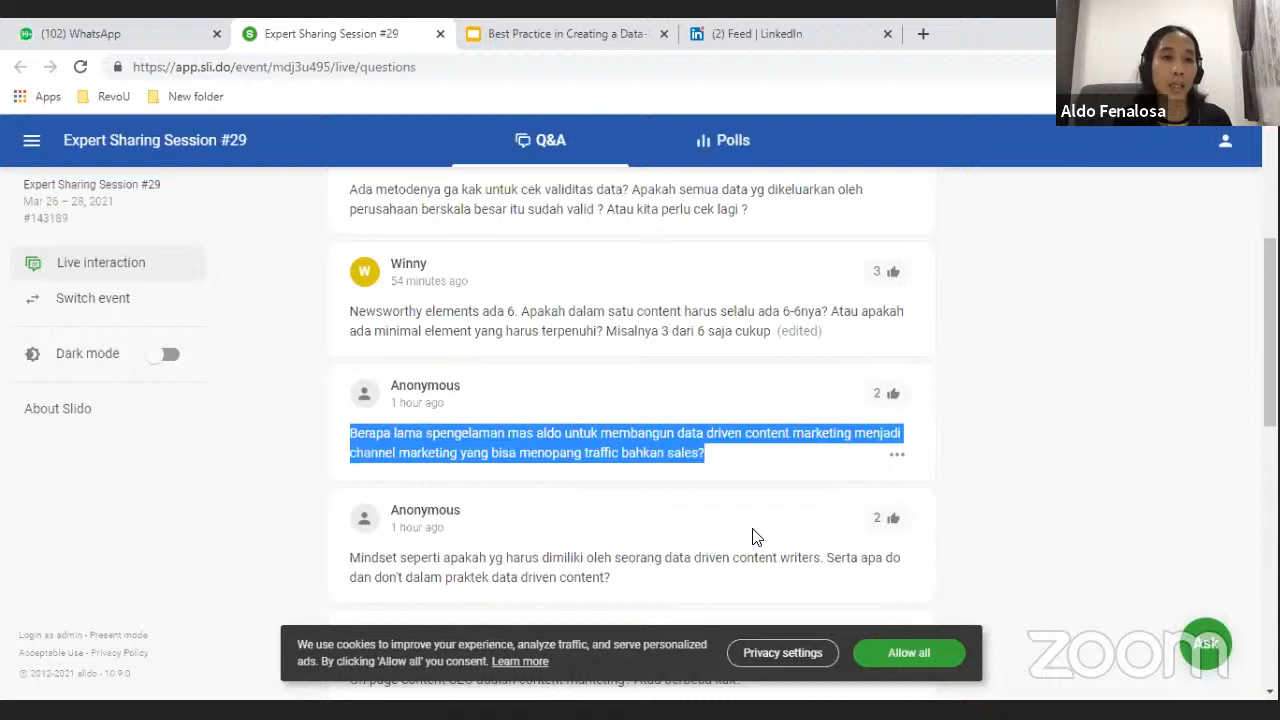 (102) WhatsApp
Expert Sharing Session #29
Best Practice in Creating a Data-
(2) Feed | LinkedIn
https://app.sli.do/event/mdj3u495/live/questions
Apps
RevoU
New folder
Aldo Fenalosa
Expert Sharing Session #29
Q&A
Polls
Expert Sharing Session #29
Mar 26 – 28, 2021
#143189
Live interaction
Switch event
Dark mode
About Slido
Ada metodenya ga kak untuk cek validitas data? Apakah semua data yg dikeluarkan oleh
perusahaan berskala besar itu sudah valid ? Atau kita perlu cek lagi ?
W
Winny
54 minutes ago
3
Newsworthy elements ada 6. Apakah dalam satu content harus selalu ada 6-6nya? Atau apakah
ada minimal element yang harus terpenuhi? Misalnya 3 dari 6 saja cukup (edited)
Anonymous
1 hour ago
2
Berapa lama spengelaman mas aldo untuk membangun data driven content marketing menjadi
channel marketing yang bisa menopang traffic bahkan sales?
Anonymous
1 hour ago
2
Mindset seperti apakah yg harus dimiliki oleh seorang data driven content writers. Serta apa do
dan don't dalam praktek data driven content?
Login as admin - Present mode
Acceptable Use - Privacy Policy
© 2012-2021 slido - 10.9.0
We use cookies to improve your experience, analyze traffic, and serve personalized
ads. By clicking 'Allow all' you consent. Learn more
Privacy settings
Allow all
Ask
zoom
On page content SEO adalah content marketing? Atau berbeda kak?